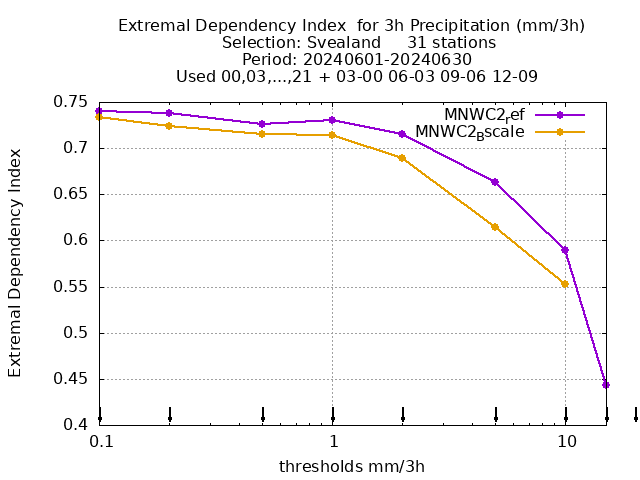 Extremal Dependency Index  for 3h Precipitation (mm/3h)
Selection: Svealand     31 stations
Period: 20240601-20240630
Used 00,03,...,21 + 03-00 06-03 09-06 12-09
MNWC2ref
MNWC2Bscale
0.75
0.7
0.65
0.6
0.55
0.5
0.45
0.4
Extremal Dependency Index
0.1
1
10
thresholds mm/3h